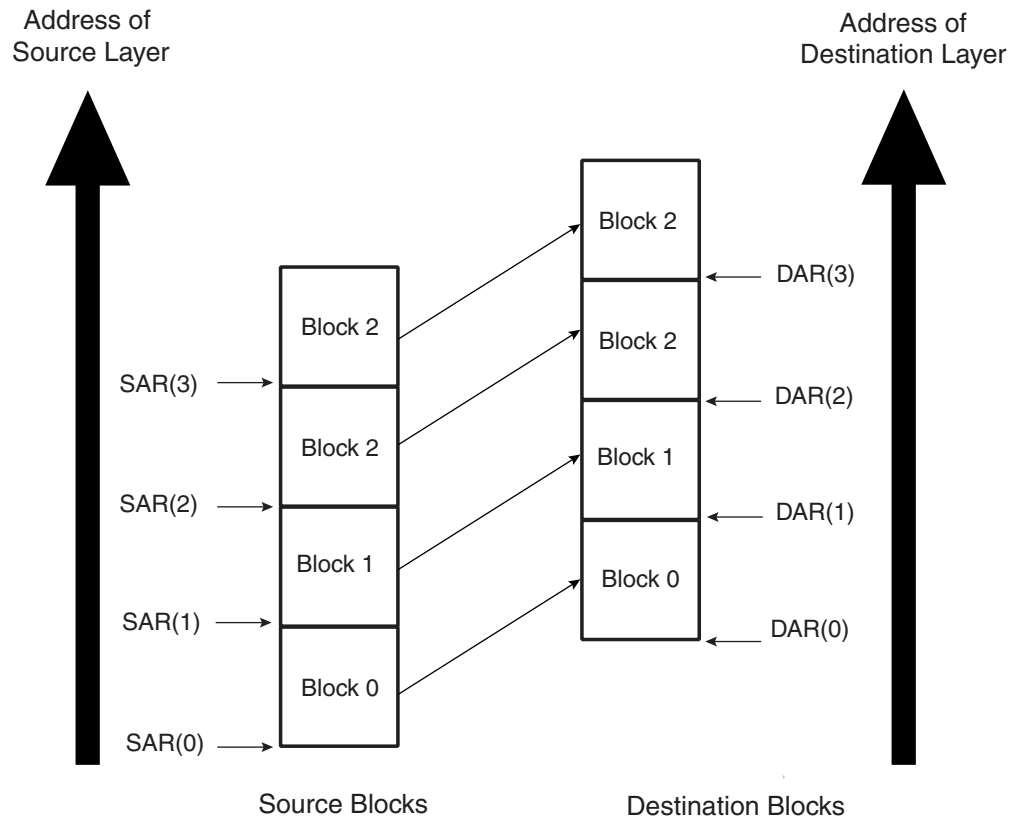 Address of
Source Layer
Address of
Destination Layer
Block 2
Block 2
DAR(3)
Block 2
Block 2
SAR(3)
DAR(2)
Block 2
Block 1
SAR(2)
DAR(1)
Block 1
Block 0
SAR(1)
DAR(0)
Block 0
SAR(0)
Source Blocks
Destination Blocks